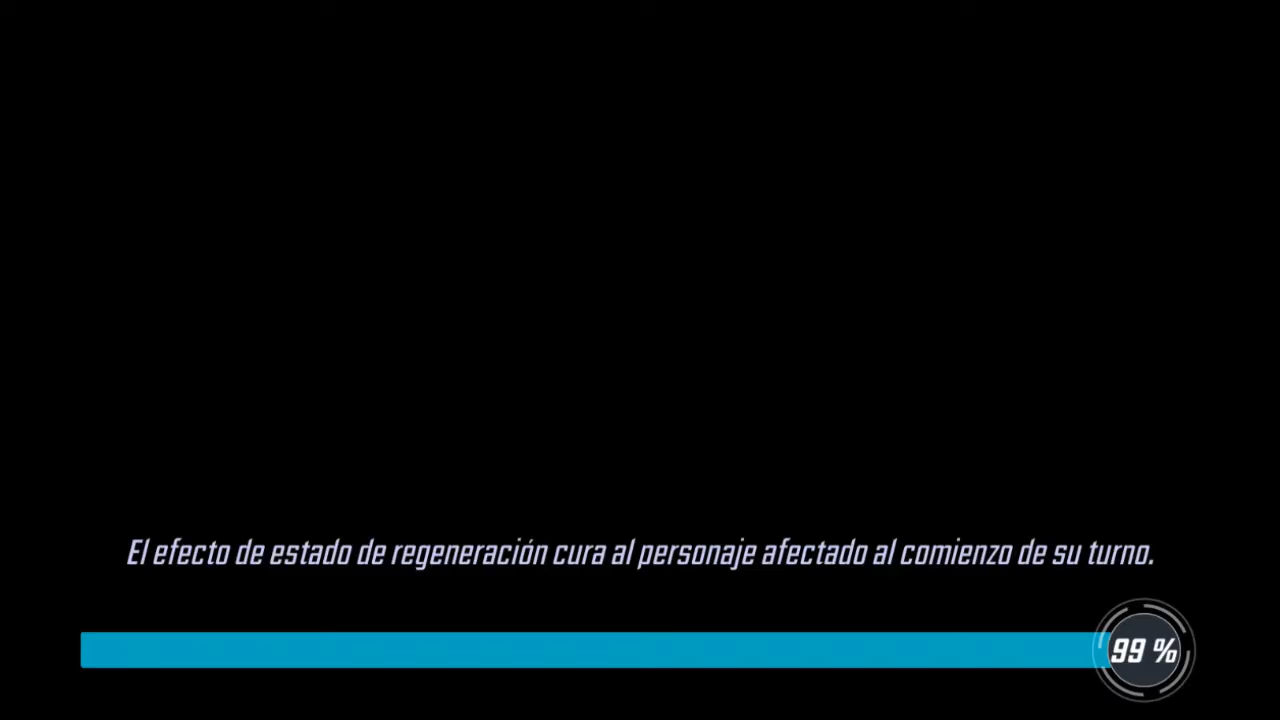 El efecto de estado de regeneración cura al personaje afectado al comienzo de su turno.
99 %